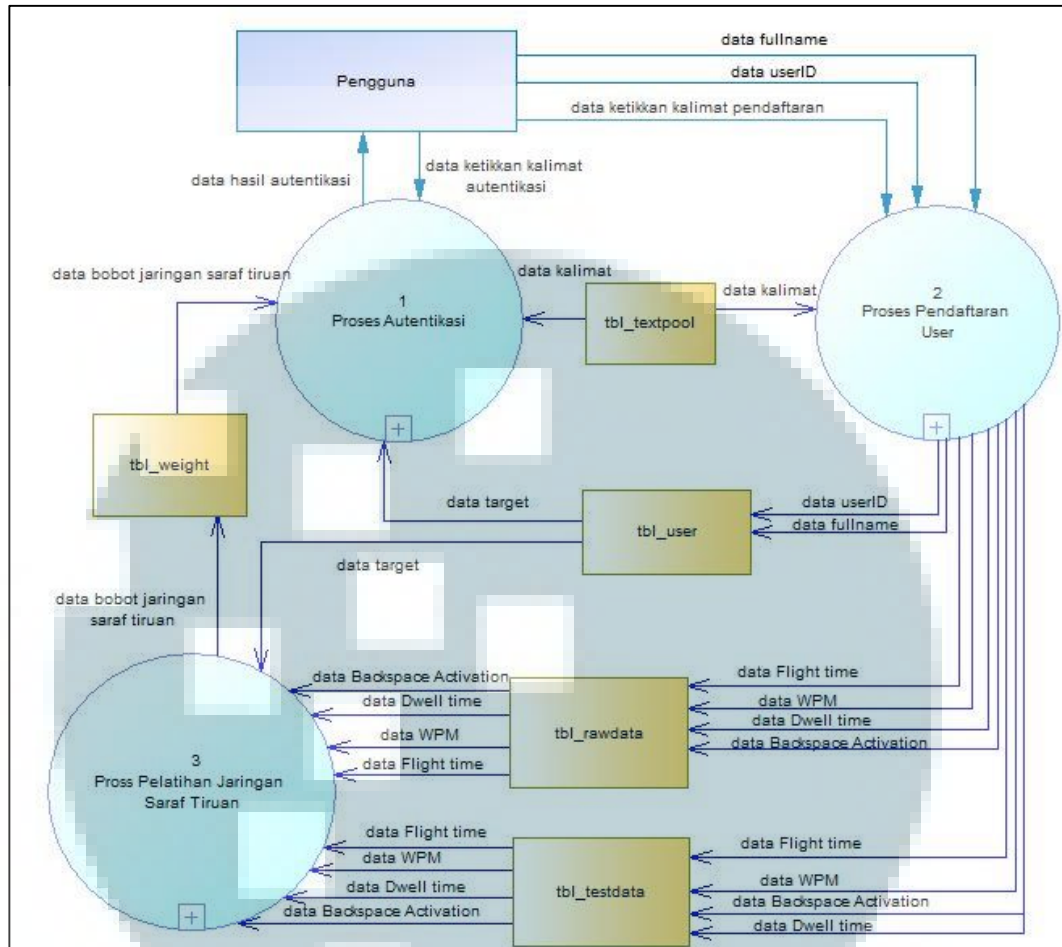 data fullname
Pengguna
data userID
data ketikkan kalimat pendaftaran
data hasil autentikasi
data ketikkan kalimat
autentikasi
data bobot jaringan saraf tiruan
data kalimat
data kalimat
1
Proses Autentikasi
tbl_textpool
2
Proses Pendaftaran
User
tbl_weight
data target
data userID
data fullname
tbl_user
data target
data bobot jaringan
saraf tiruan
data Backspace Activation
data Dwell time
data WPM
data Flight time
tbl_rawdata
data Flight time
data WPM
data Dwell time
data Backspace Activation
3
Pross Pelatihan Jaringan
Saraf Tiruan
data Flight time
data WPM
data Dwell time
data Backspace Activation
tbl_testdata
data Flight time
data WPM
data Backspace Activation
data Dwell time